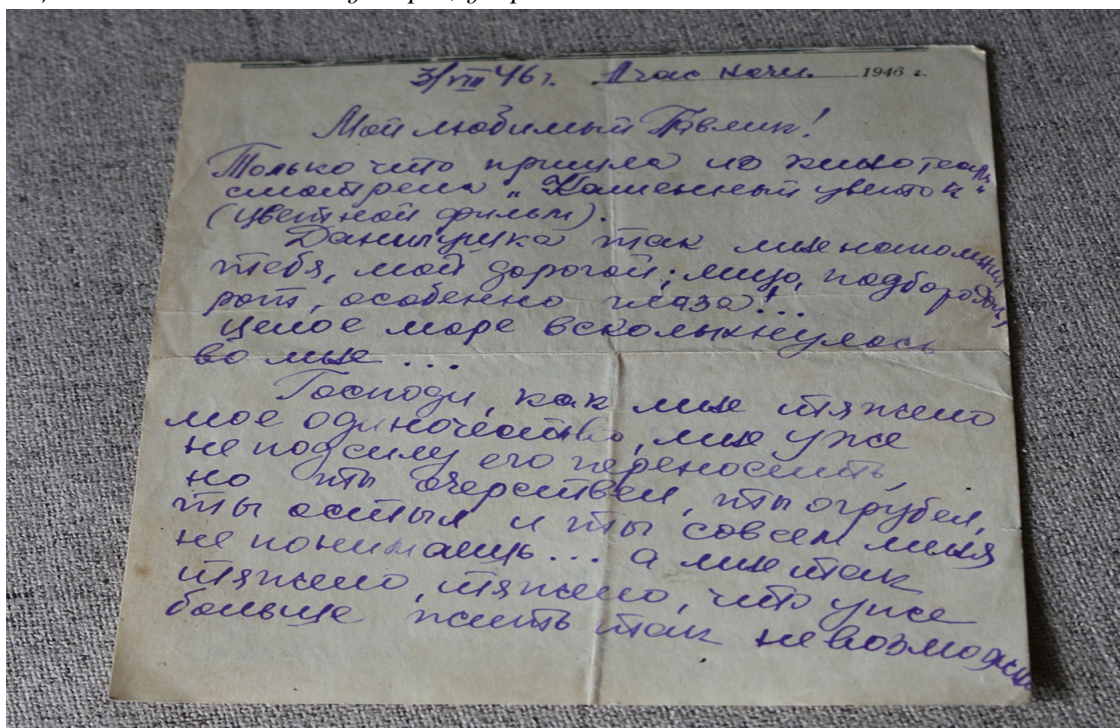 3/VIII 46 г. 1 час ночи. 1946 г.
Мой любимый Павлик!
Только что пришла из кинотеатра,
смотрела "Каменный цветок"
(цветной фильм).
Данилушка так мне напомнил
тебя, мой дорогой; лицо, подбородок,
рот, особенно глаза!...
Целое море всколыхнулось
во мне ...
Господи, как мне тяжело
мое одиночество, мне уже
не под силу его переносить,
но ты очерствел, ты огрубел,
ты остыл и ты совсем меня
не понимаешь... а мне так
тяжело, тяжело, что уже
больше жить так невозможно